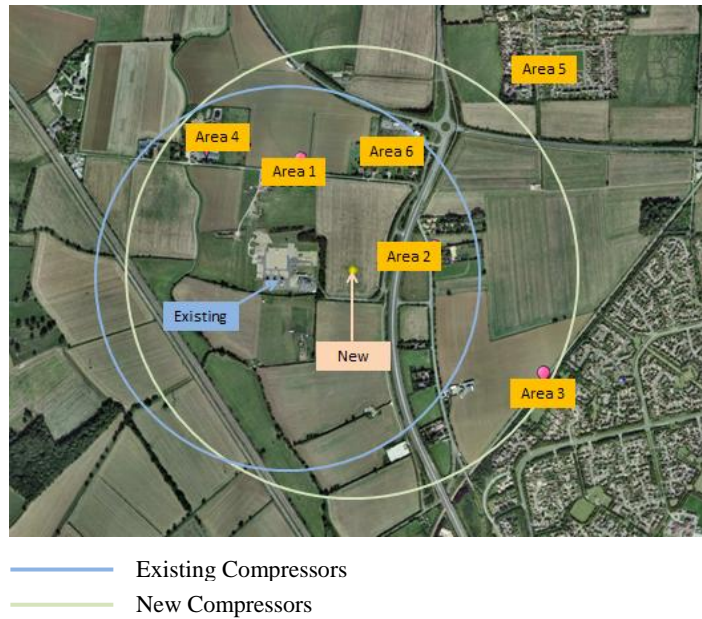 Area 5
Area 4
Area 6
Area 1
Area 2
Existing
New
Area 3
Existing Compressors
New Compressors